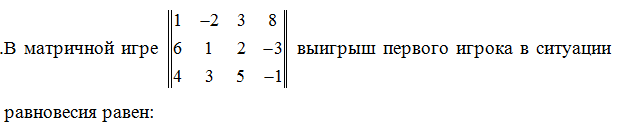 1 –2 3 8
.В матричной игре 6 1 2 –3 выигрыш первого игрока в ситуации
4 3 5 –1
равновесия равен: